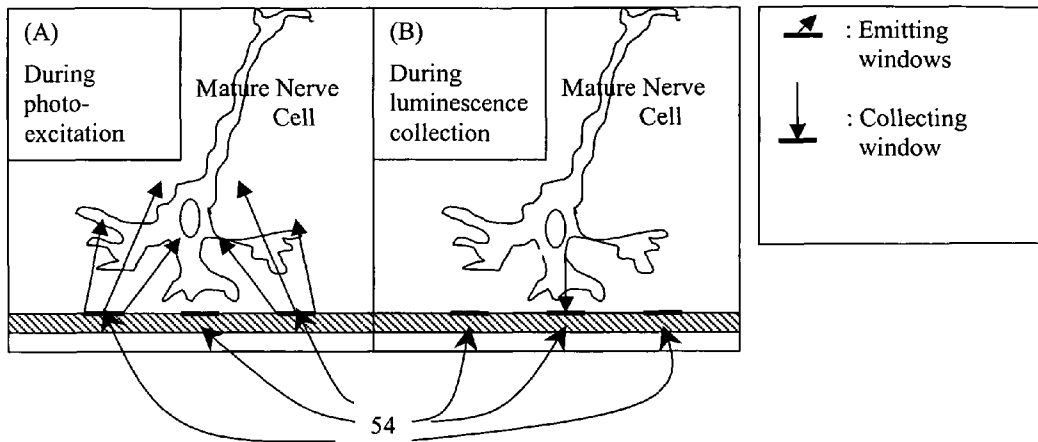 (A)
During
photo-
excitation
Mature Nerve
Cell
(B)
During
luminescence
collection
Mature Nerve
Cell
: Emitting
windows
: Collecting
window
54